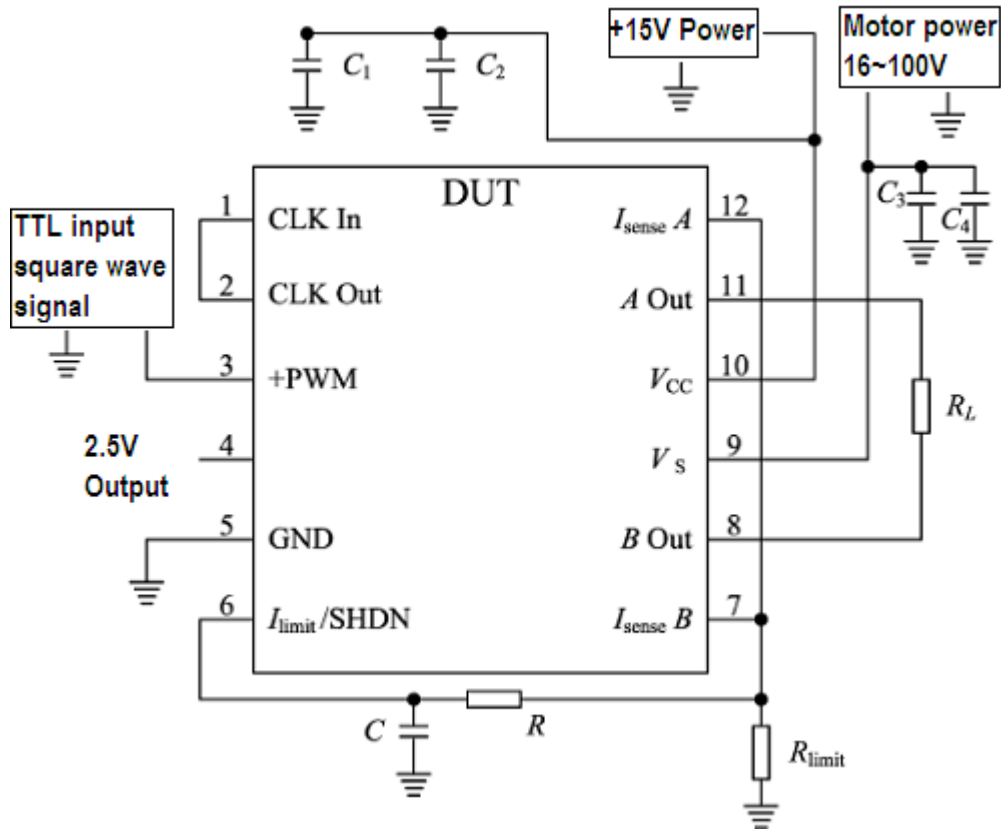 +15V Power
Motor power
16~100V
C1
C2
C3
C4
DUT
TTL input
square wave
signal
1
CLK In
2
CLK Out
3
+PWM
2.5V
Output
4
5
GND
6
Ilimit/SHDN
Isense A
12
A Out
11
VCC
10
VS
9
B Out
8
Isense B
7
RL
C
R
Rlimit